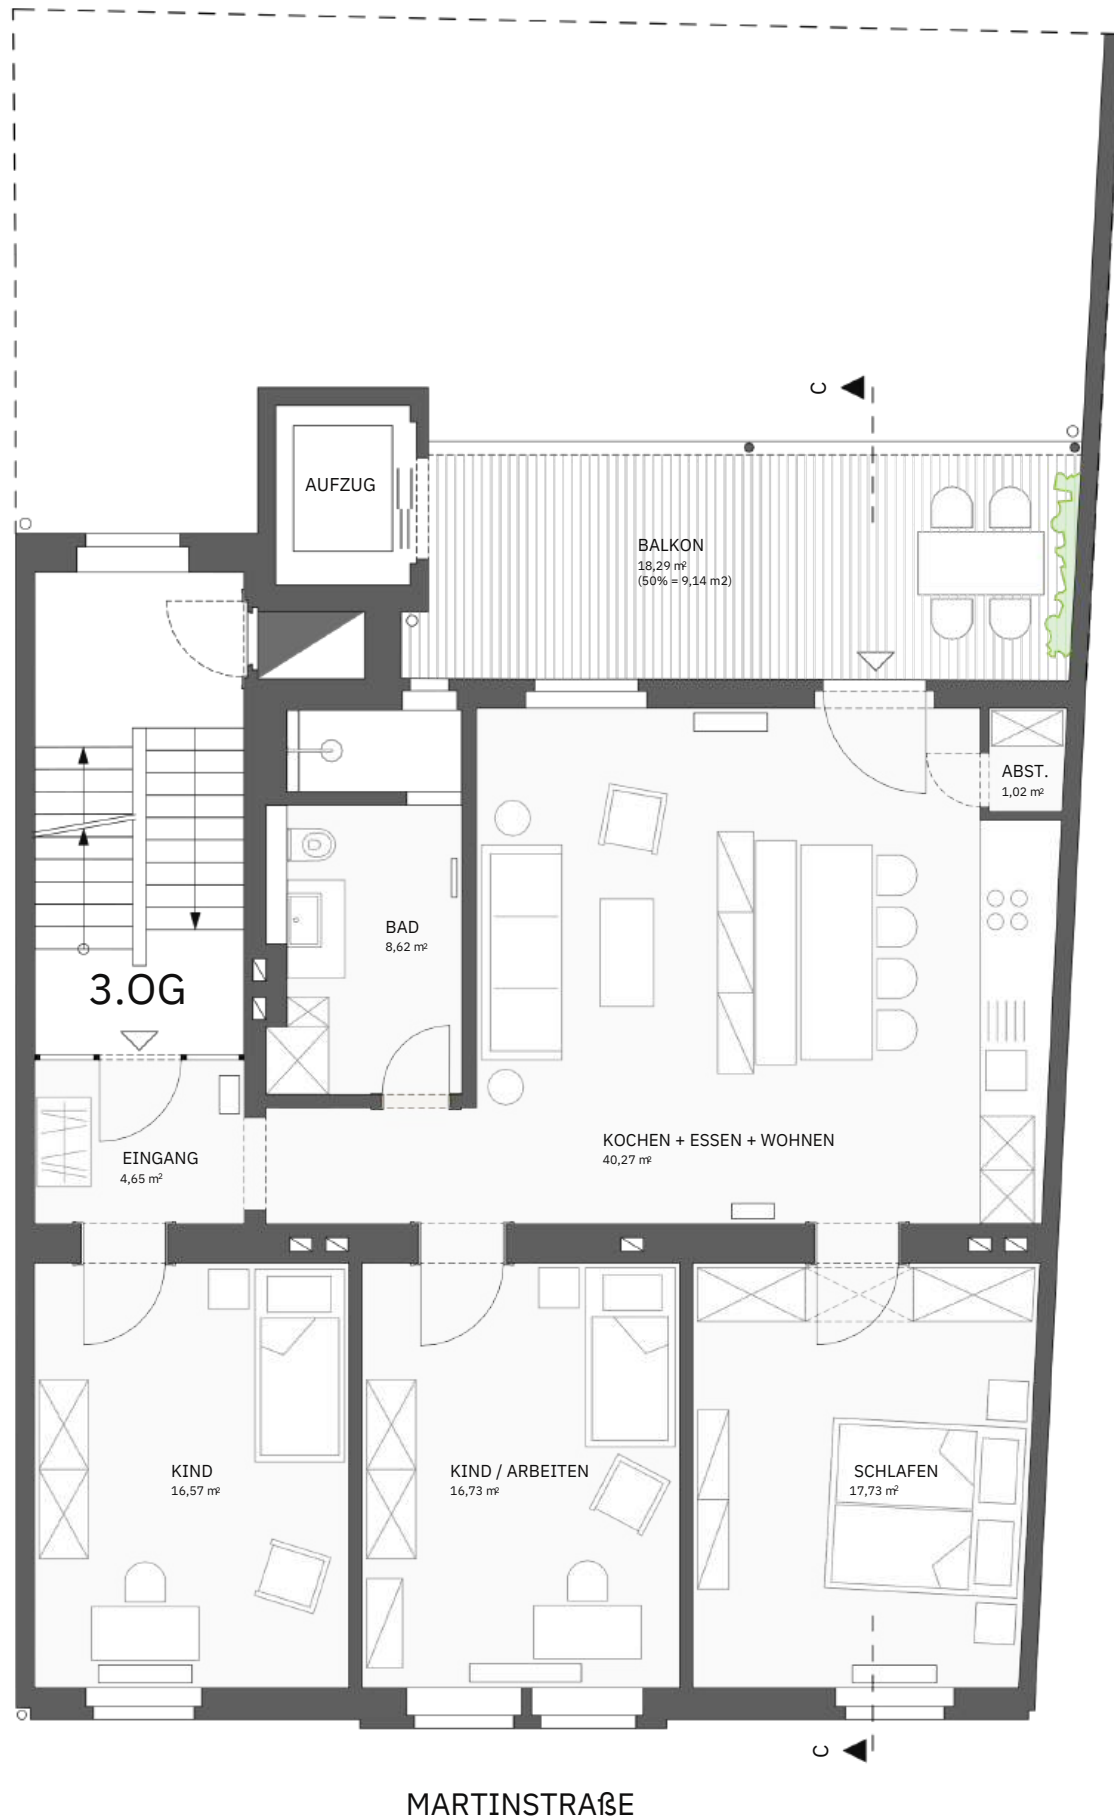 C
AUFZUG
BALKON
18,29 m²
(50% = 9,14 m2)
ABST.
1,02 m²
BAD
8,62 m²
3.OG
KOCHEN + ESSEN + WOHNEN
40,27 m²
EINGANG
4,65 m²
KIND
16,57 m²
KIND / ARBEITEN
16,73 m²
SCHLAFEN
17,73 m²
C
MARTINSTRAßE